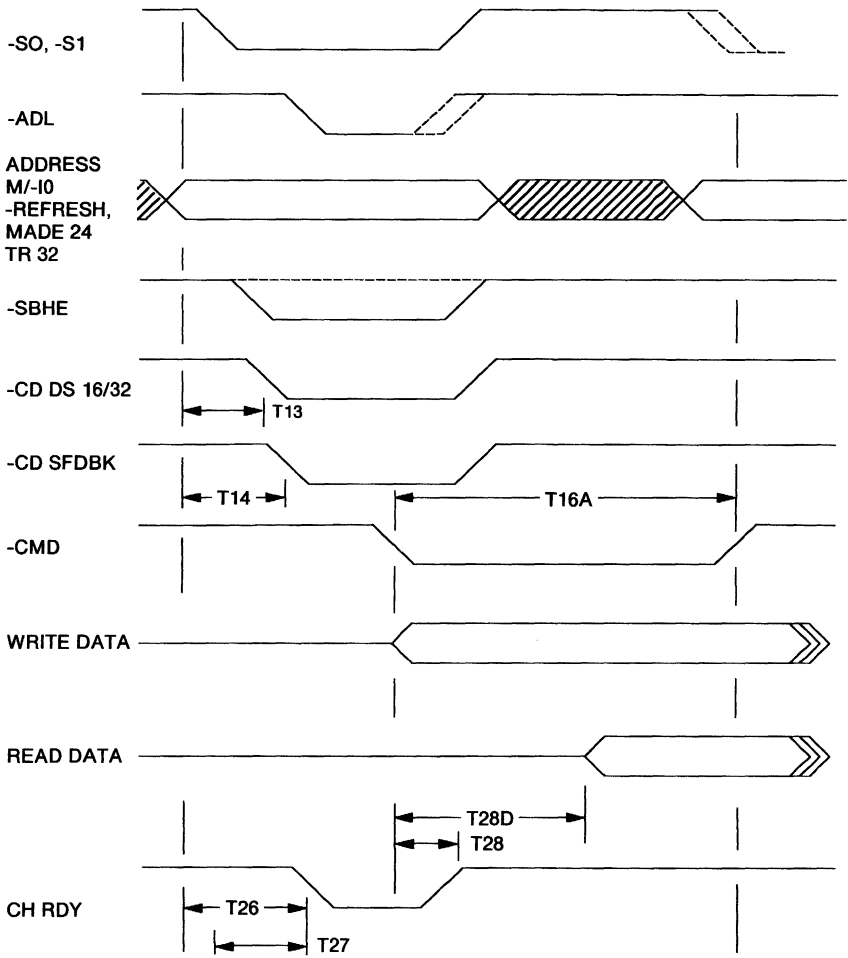 -SO, -S1
-ADL
ADDRESS
M/-I0
-REFRESH,
MADE 24
TR 32
-SBHE
-CD DS 16/32
T13
-CD SFDBK
T14
T16A
-CMD
WRITE DATA
READ DATA
T28D
T28
CH RDY
T26
T27